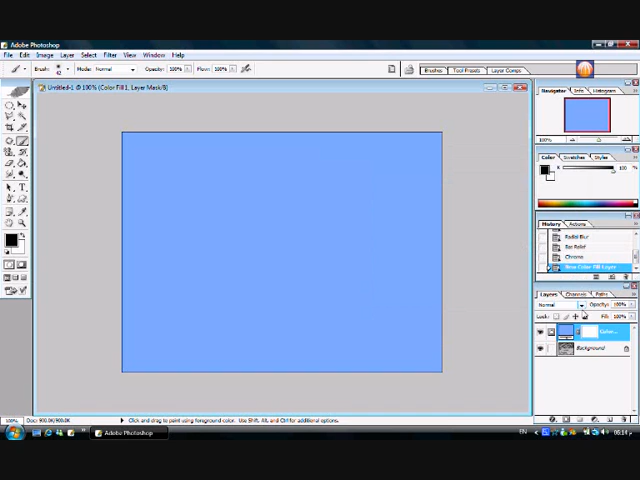 Adobe Photoshop
File Edit Image Layer Select Filter View Window Help
Brush: 42 Mode: Normal Opacity: 100% Flow: 100% Brushes Tool Presets Layer Comps
Untitled-1 @ 100% (Color Fill 1, Layer Mask/8)
Navigator Info Histogram
100%
Color Swatches Styles
K 100 %
History Actions
Radial Blur
Bas Relief
Chrome
New Color Fill Layer
Layers Channels Paths
Normal Opacity: 100%
Lock: Fill: 100%
Color...
Background
100% Doc: 900.0K/900.0K Click and drag to paint using foreground color. Use Shift, Alt, and Ctrl for additional options.
Adobe Photoshop EN